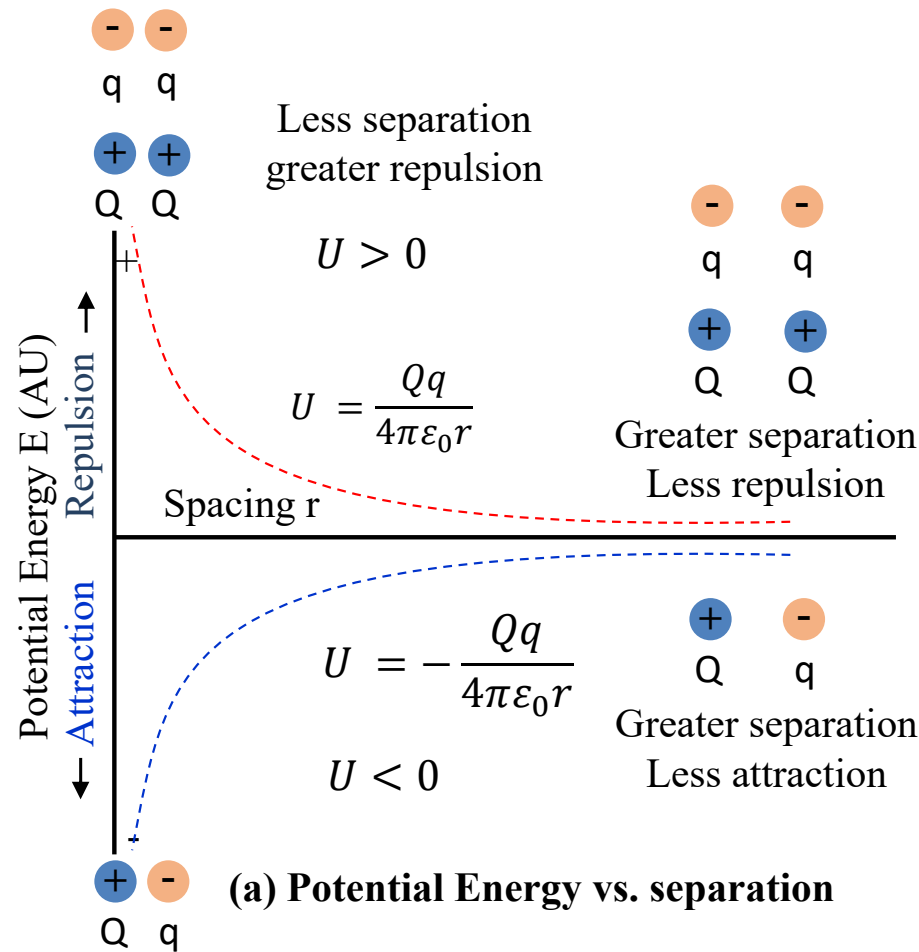 - -
q q
+ +
Q Q
Less separation
greater repulsion
U > 0
+
- -
q q
+ +
Q Q
Greater separation
Less repulsion
U = Qq / 4πε₀r
Potential Energy E (AU)
Repulsion →
← Attraction
Spacing r
U = − Qq / 4πε₀r
U < 0
+ -
Q q
Greater separation
Less attraction
-
+ -
Q q
(a) Potential Energy vs. separation